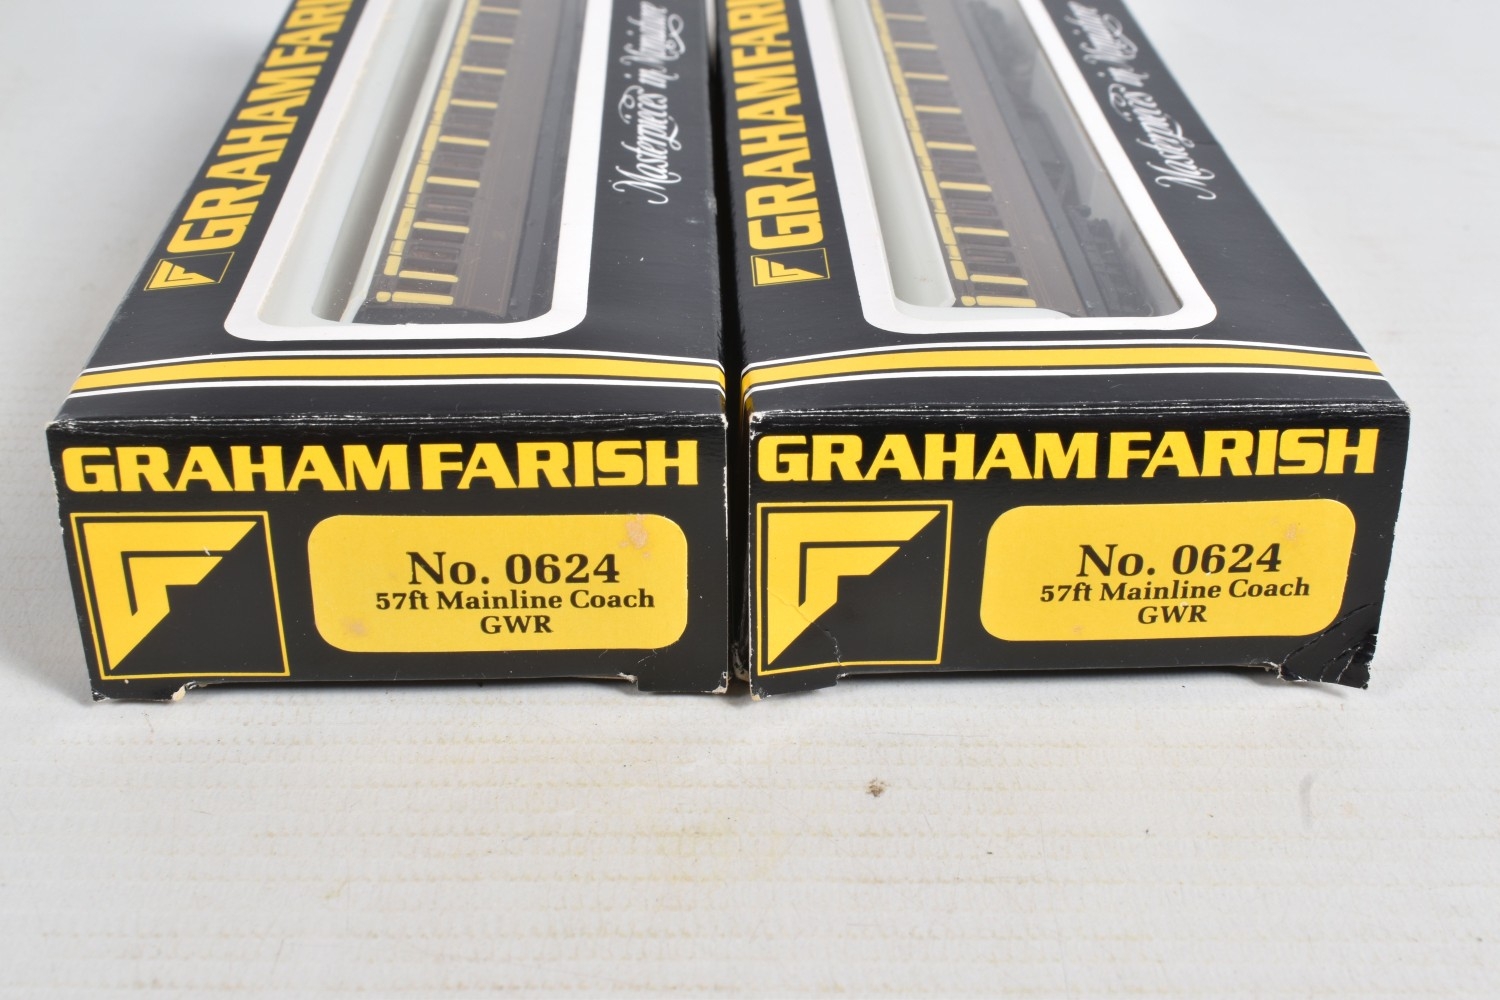 GRAHAM FARISH
Masterpieces in Miniature
GRAHAM FARISH
Masterpieces in Miniature
GRAHAM FARISH
No. 0624
57ft Mainline Coach
GWR
GRAHAM FARISH
No. 0624
57ft Mainline Coach
GWR